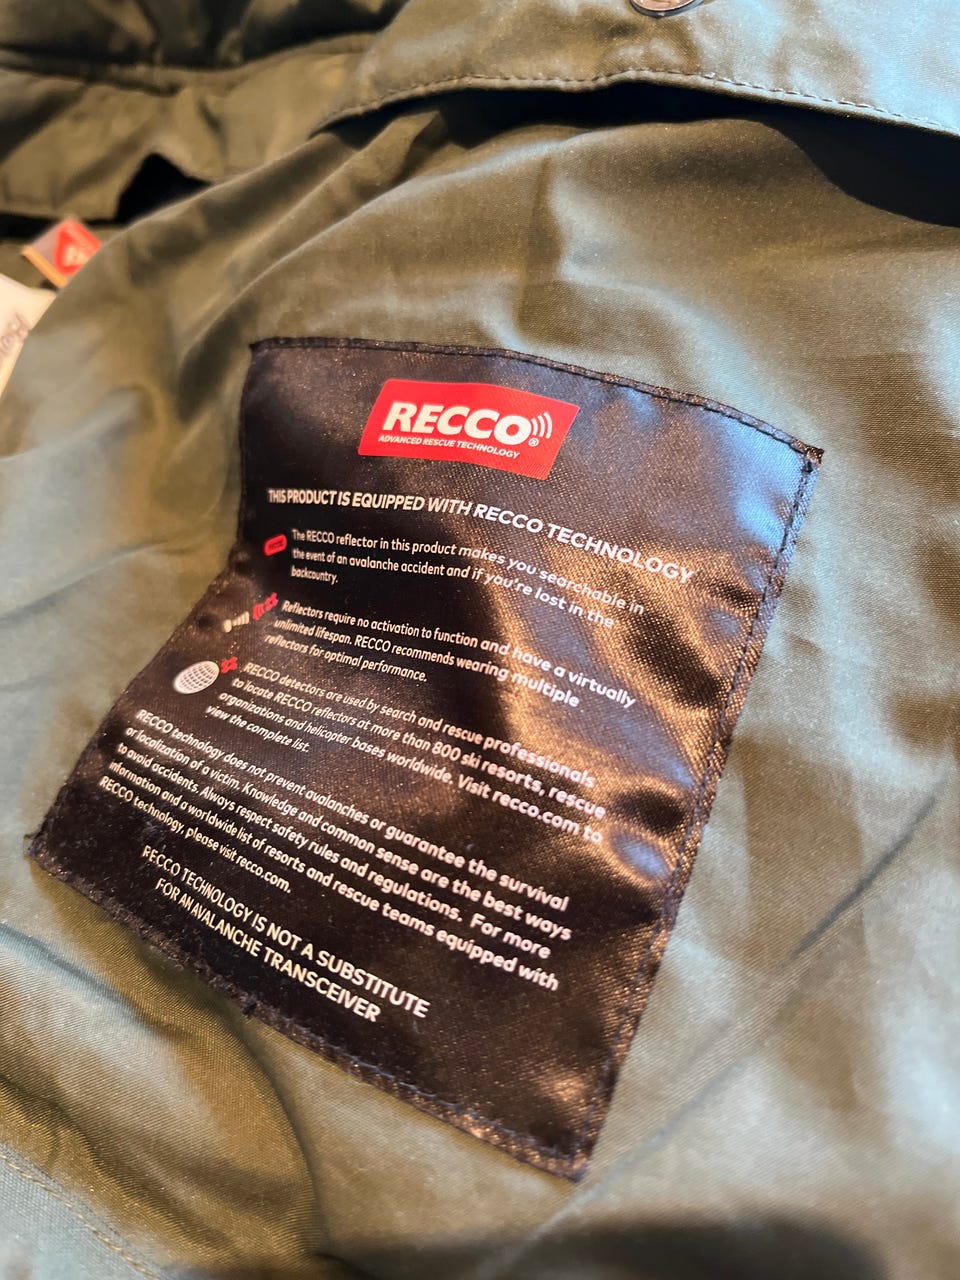 RECCO®
ADVANCED RESCUE TECHNOLOGY
THIS PRODUCT IS EQUIPPED WITH RECCO TECHNOLOGY
The RECCO reflector in this product makes you searchable in
the event of an avalanche accident and if you're lost in the
backcountry.
Reflectors require no activation to function and have a virtually
unlimited lifespan. RECCO recommends wearing multiple
reflectors for optimal performance.
RECCO detectors are used by search and rescue professionals
to locate RECCO reflectors at more than 800 ski resorts, rescue
organizations and helicopter bases worldwide. Visit recco.com to
view the complete list.
RECCO technology does not prevent avalanches or guarantee the survival
or localization of a victim. Knowledge and common sense are the best ways
to avoid accidents. Always respect safety rules and regulations. For more
information and a worldwide list of resorts and rescue teams equipped with
RECCO technology, please visit recco.com.
RECCO TECHNOLOGY IS NOT A SUBSTITUTE
FOR AN AVALANCHE TRANSCEIVER